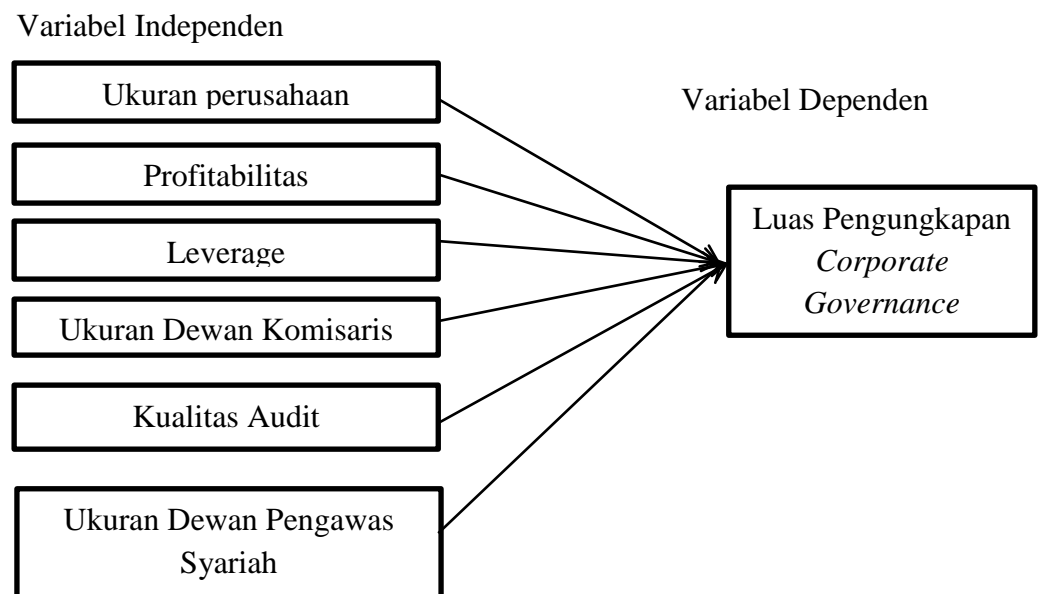 Variabel Independen
Ukuran perusahaan
Variabel Dependen
Profitabilitas
Luas Pengungkapan
Corporate
Governance
Leverage
Ukuran Dewan Komisaris
Kualitas Audit
Ukuran Dewan Pengawas
Syariah